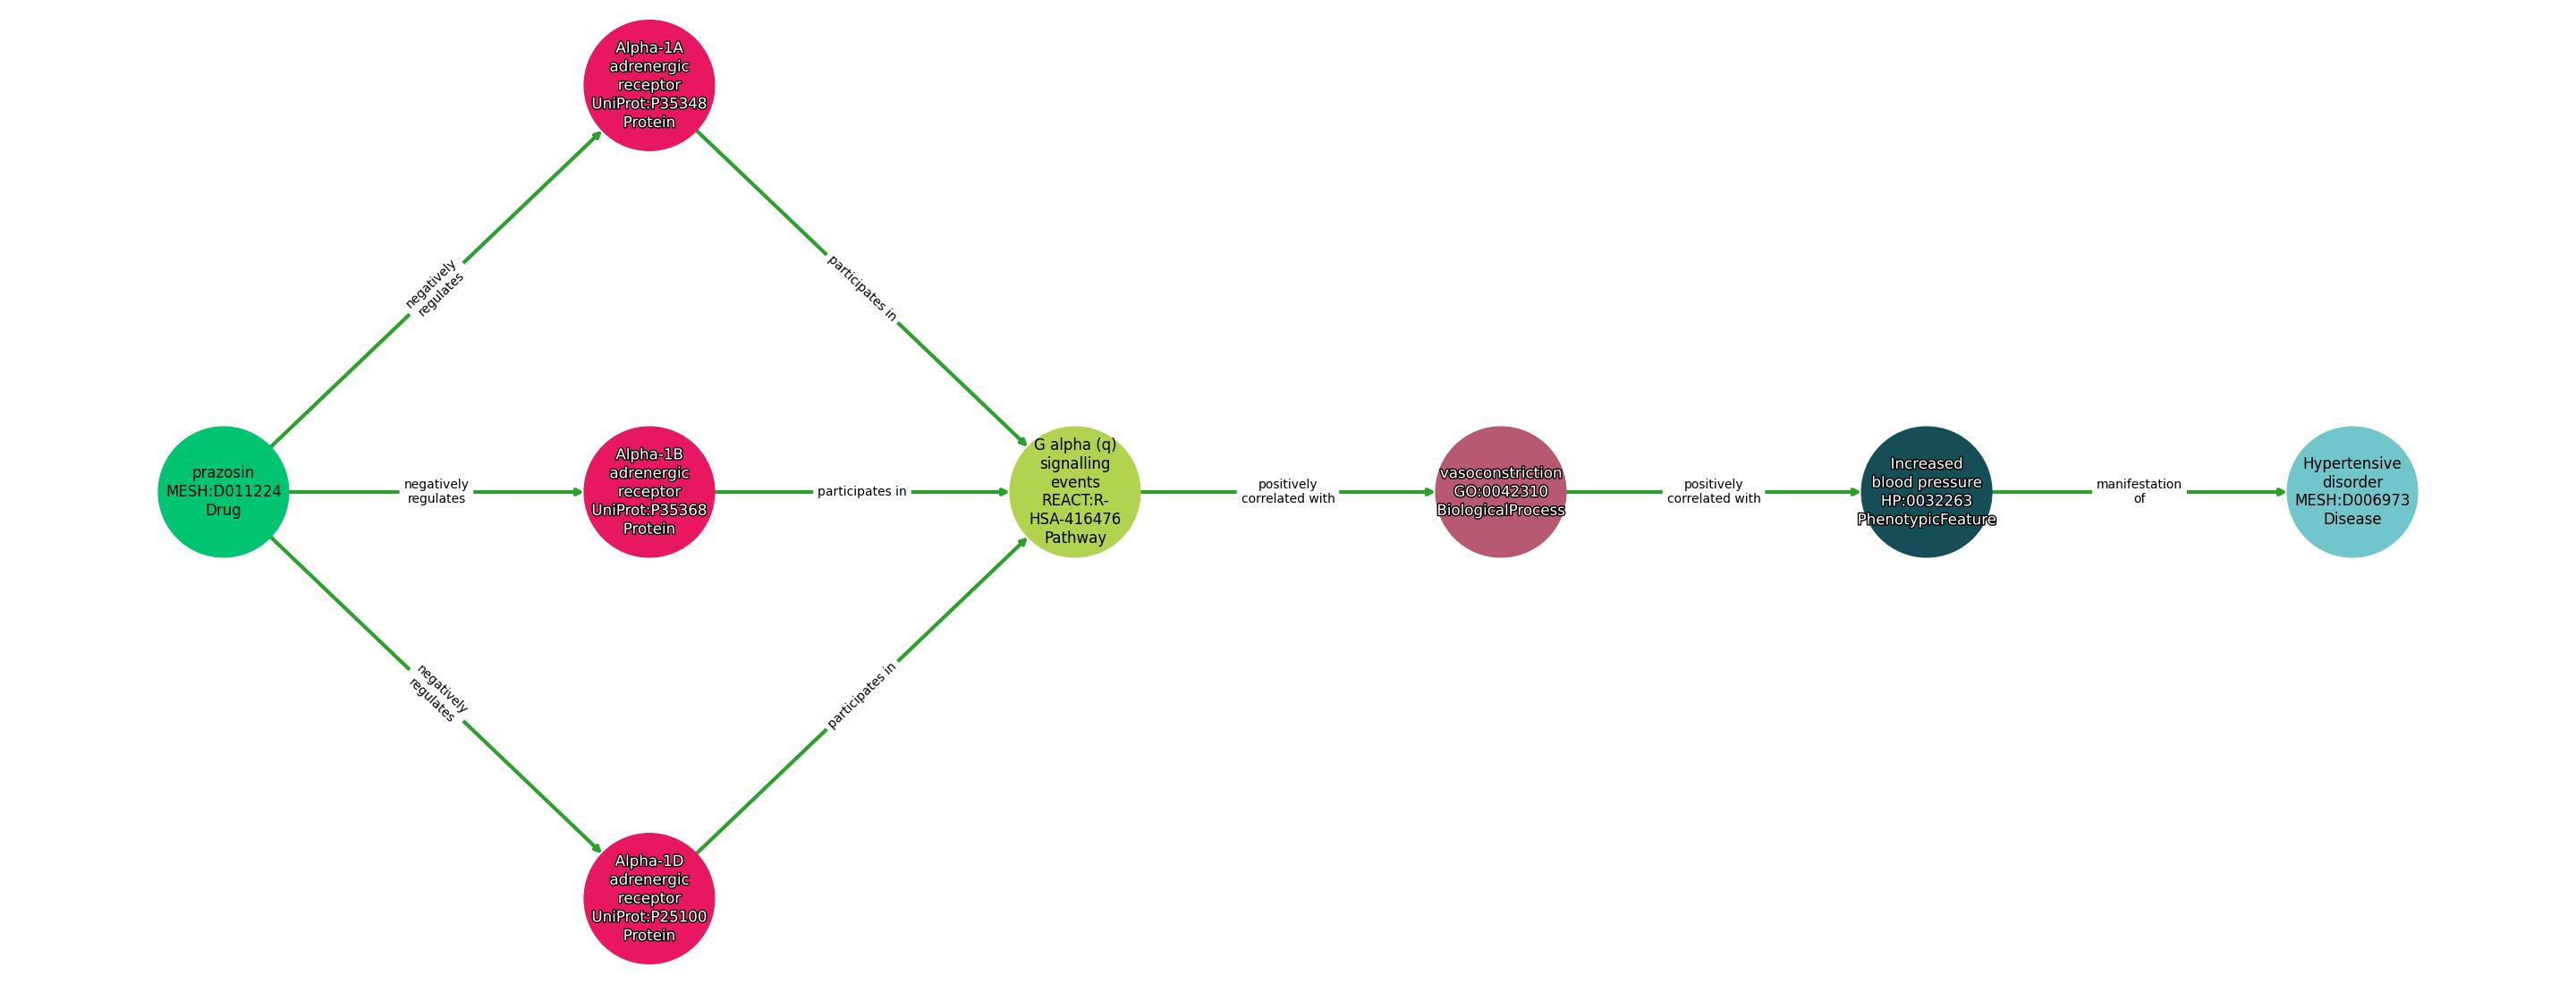 Alpha-1A
adrenergic
receptor
UniProt:P35348
Protein
negatively
regulates
participates in
prazosin
MESH:D011224
Drug
negatively
regulates
Alpha-1B
adrenergic
receptor
UniProt:P35368
Protein
participates in
G alpha (q)
signalling
events
REACT:R-
HSA-416476
Pathway
positively
correlated with
vasoconstriction
GO:0042310
BiologicalProcess
positively
correlated with
Increased
blood pressure
HP:0032263
PhenotypicFeature
manifestation
of
Hypertensive
disorder
MESH:D006973
Disease
negatively
regulates
participates in
Alpha-1D
adrenergic
receptor
UniProt:P25100
Protein